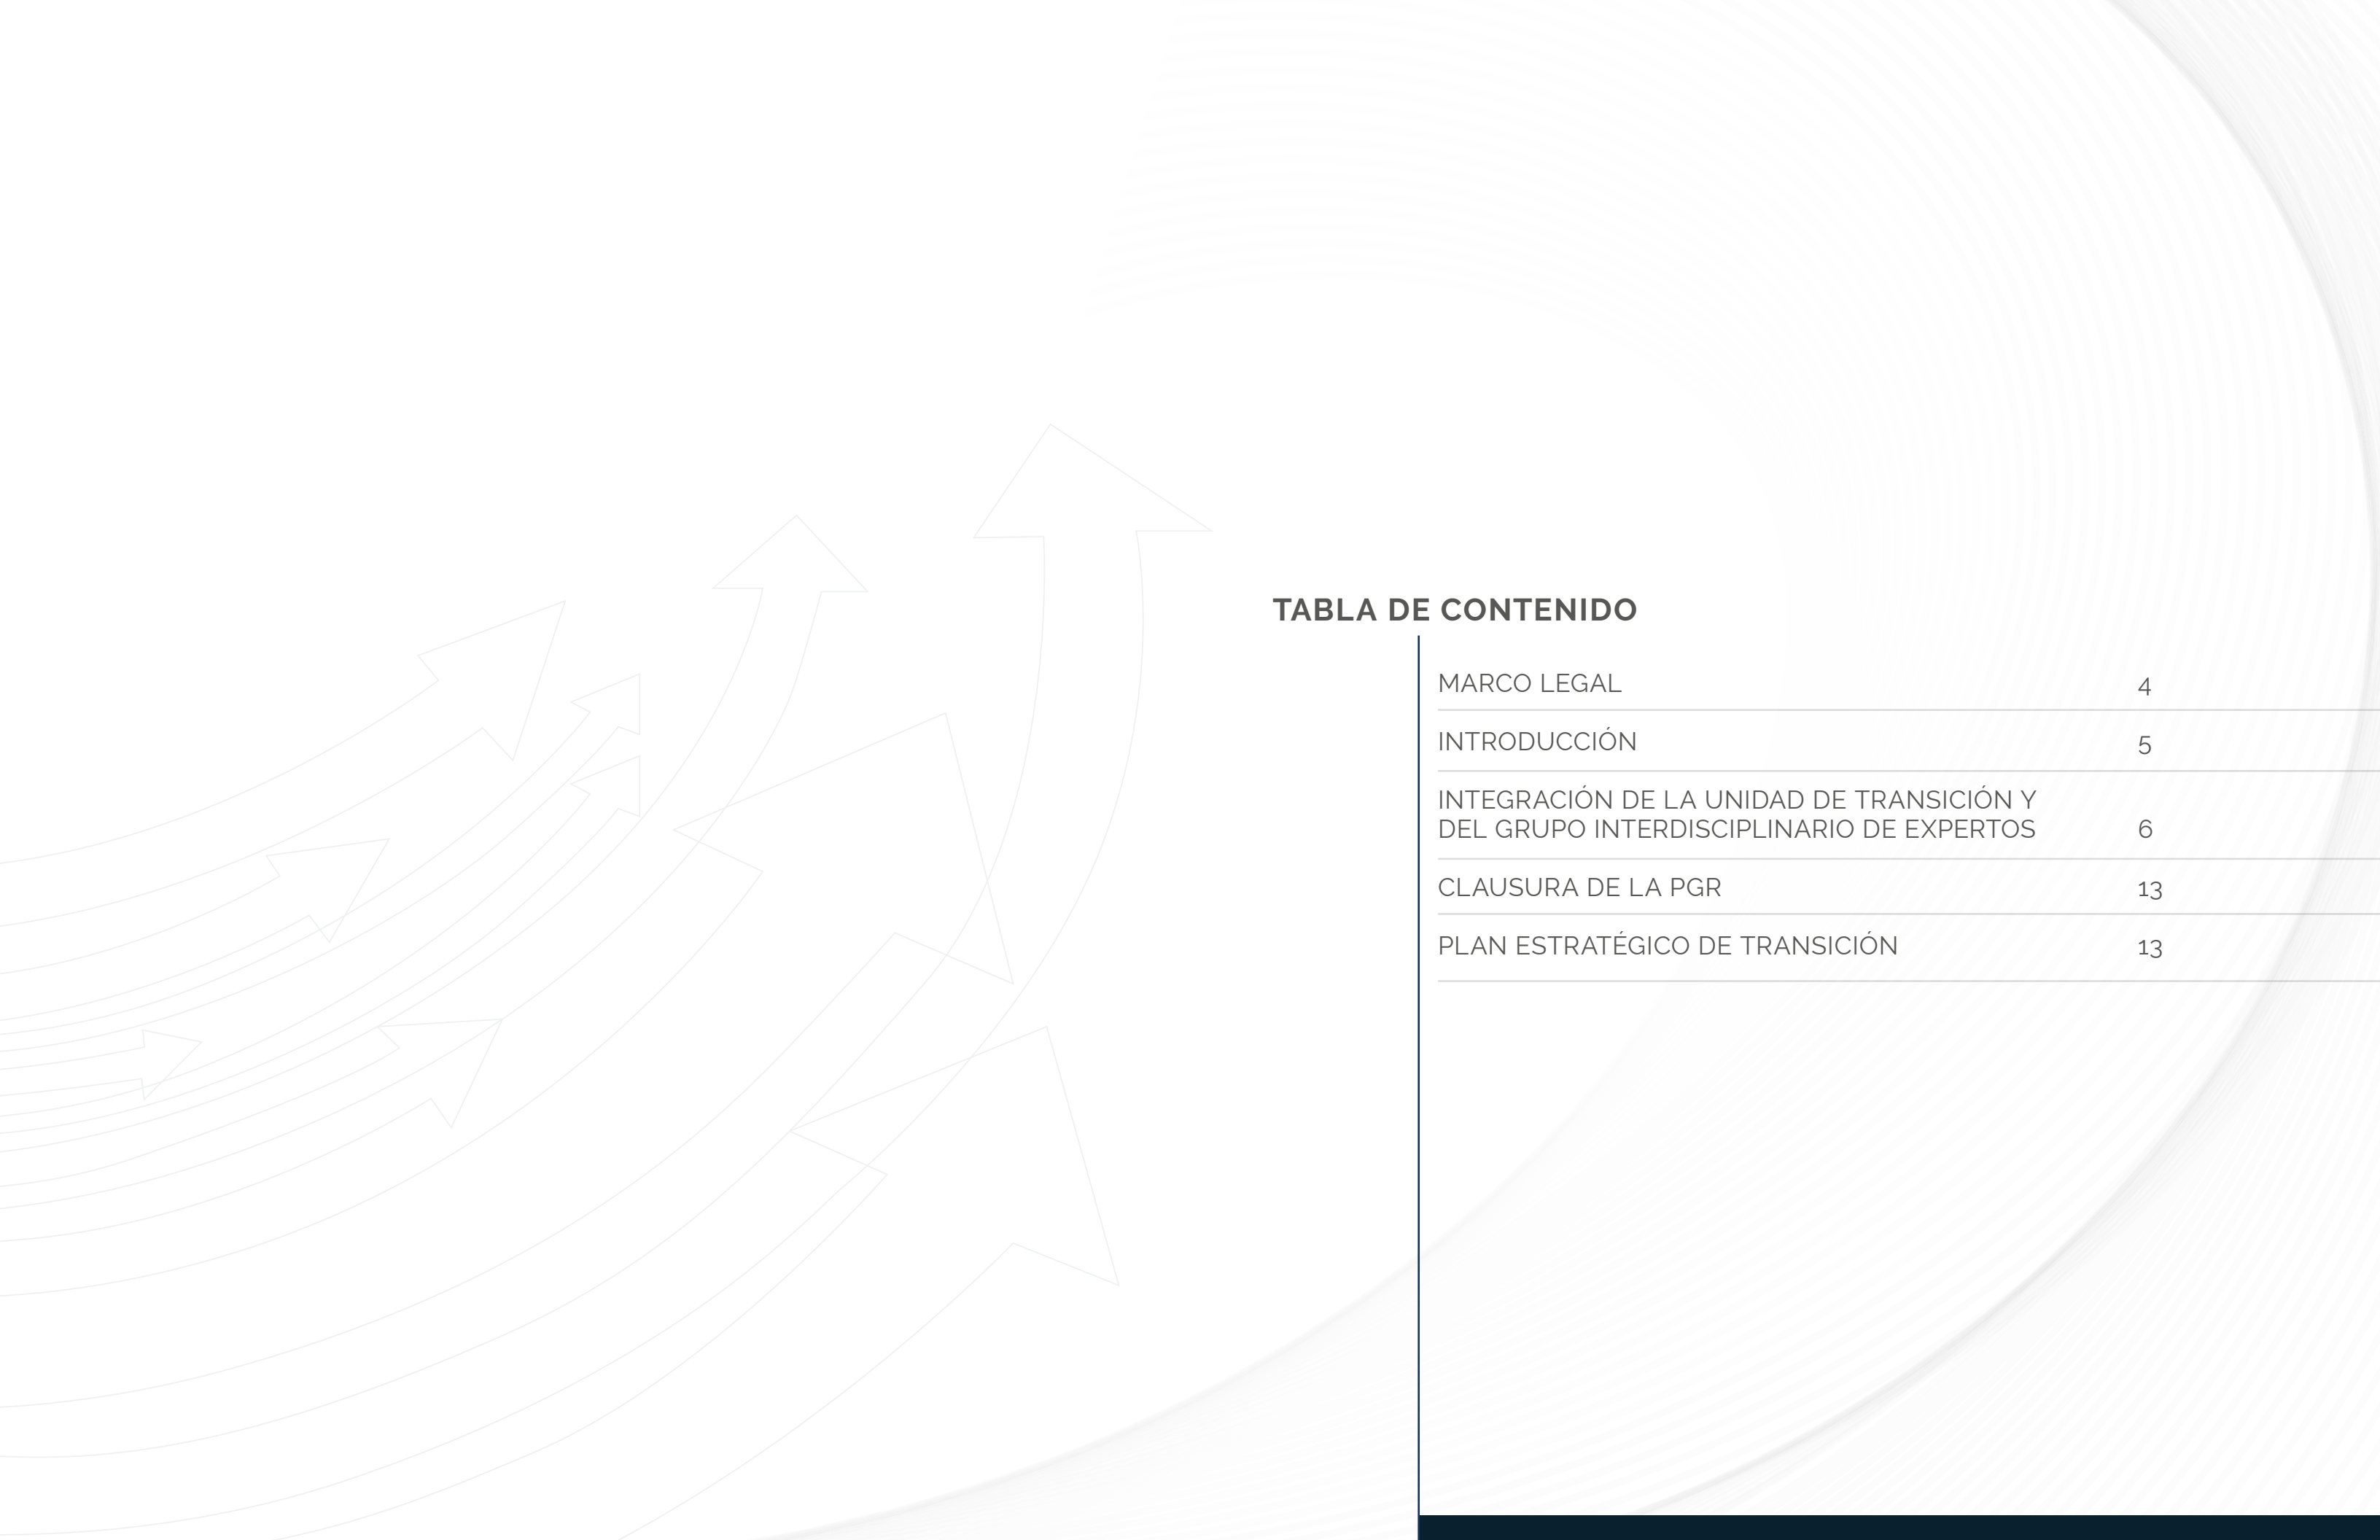 TABLA DE CONTENIDO
MARCO LEGAL 4
INTRODUCCIÓN 5
INTEGRACIÓN DE LA UNIDAD DE TRANSICIÓN Y
DEL GRUPO INTERDISCIPLINARIO DE EXPERTOS 6
CLAUSURA DE LA PGR 13
PLAN ESTRATÉGICO DE TRANSICIÓN 13